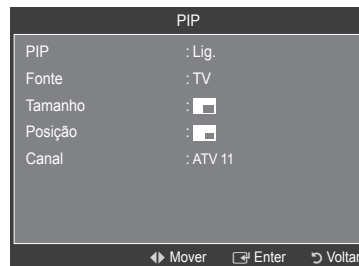 PIP
PIP : Lig.
Fonte : TV
Tamanho :
Posição :
Canal : ATV 11
Mover Enter Voltar